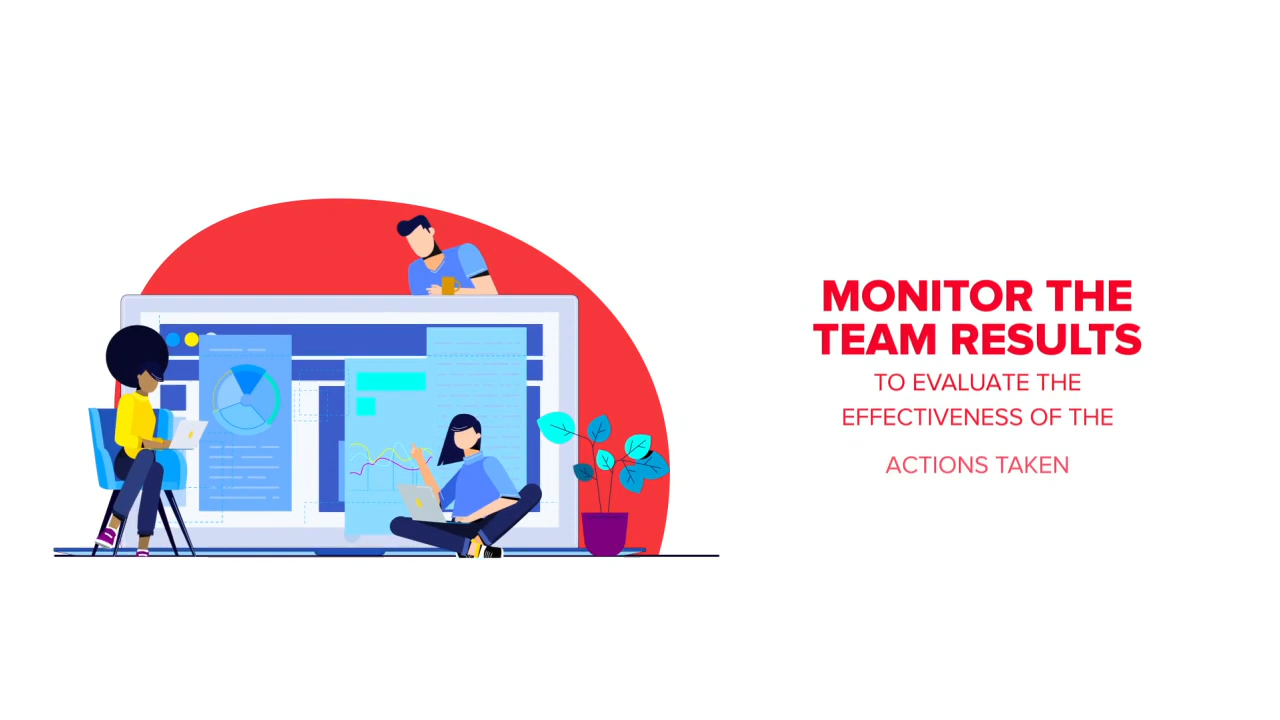 MONITOR THE
TEAM RESULTS
TO EVALUATE THE
EFFECTIVENESS OF THE
ACTIONS TAKEN